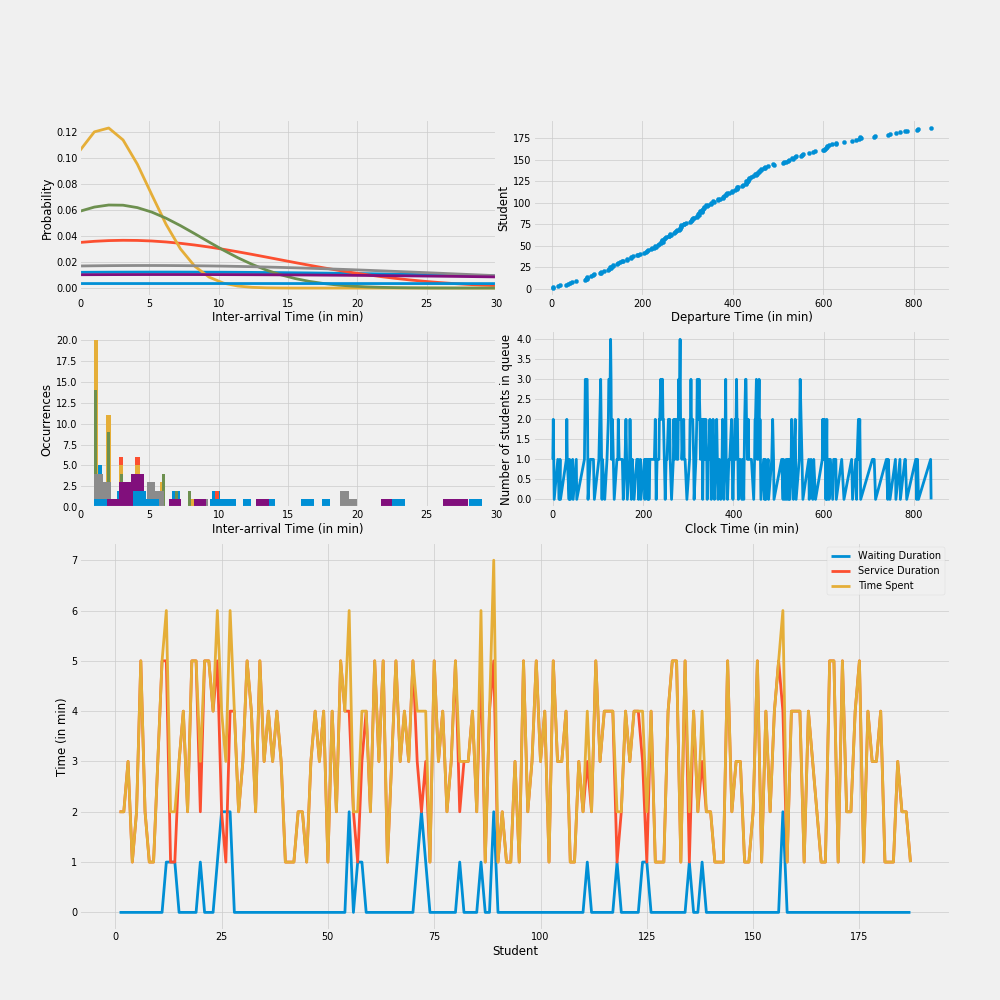 0.12
0.10
0.08
0.06
0.04
0.02
0.00
Probability
0 5 10 15 20 25 30
Inter-arrival Time (in min)
175
150
125
100
75
50
25
0
Student
0 200 400 600 800
Departure Time (in min)
20.0
17.5
15.0
12.5
10.0
7.5
5.0
2.5
0.0
Occurrences
0 5 10 15 20 25 30
Inter-arrival Time (in min)
4.0
3.5
3.0
2.5
2.0
1.5
1.0
0.5
0.0
Number of students in queue
0 200 400 600 800
Clock Time (in min)
Waiting Duration
Service Duration
Time Spent
7
6
5
4
3
2
1
0
Time (in min)
0 25 50 75 100 125 150 175
Student